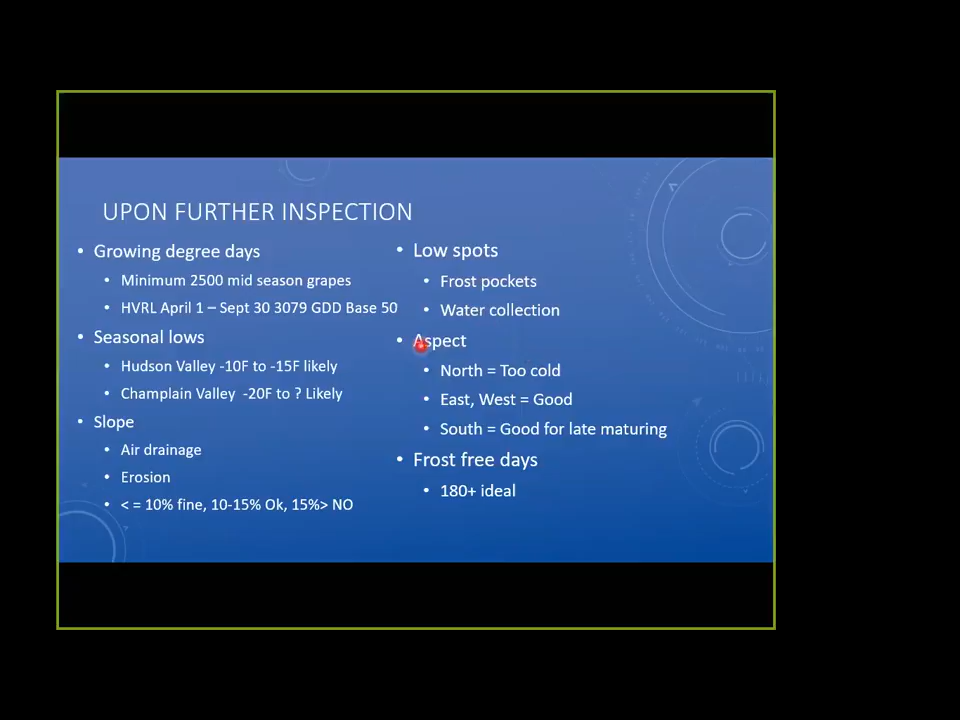 UPON FURTHER INSPECTION
• Growing degree days
• Minimum 2500 mid season grapes
• HVRL April 1 – Sept 30 3079 GDD Base 50
• Seasonal lows
• Hudson Valley -10F to -15F likely
• Champlain Valley -20F to ? Likely
• Slope
• Air drainage
• Erosion
• < = 10% fine, 10-15% Ok, 15%> NO
• Low spots
• Frost pockets
• Water collection
• Aspect
• North = Too cold
• East, West = Good
• South = Good for late maturing
• Frost free days
• 180+ ideal